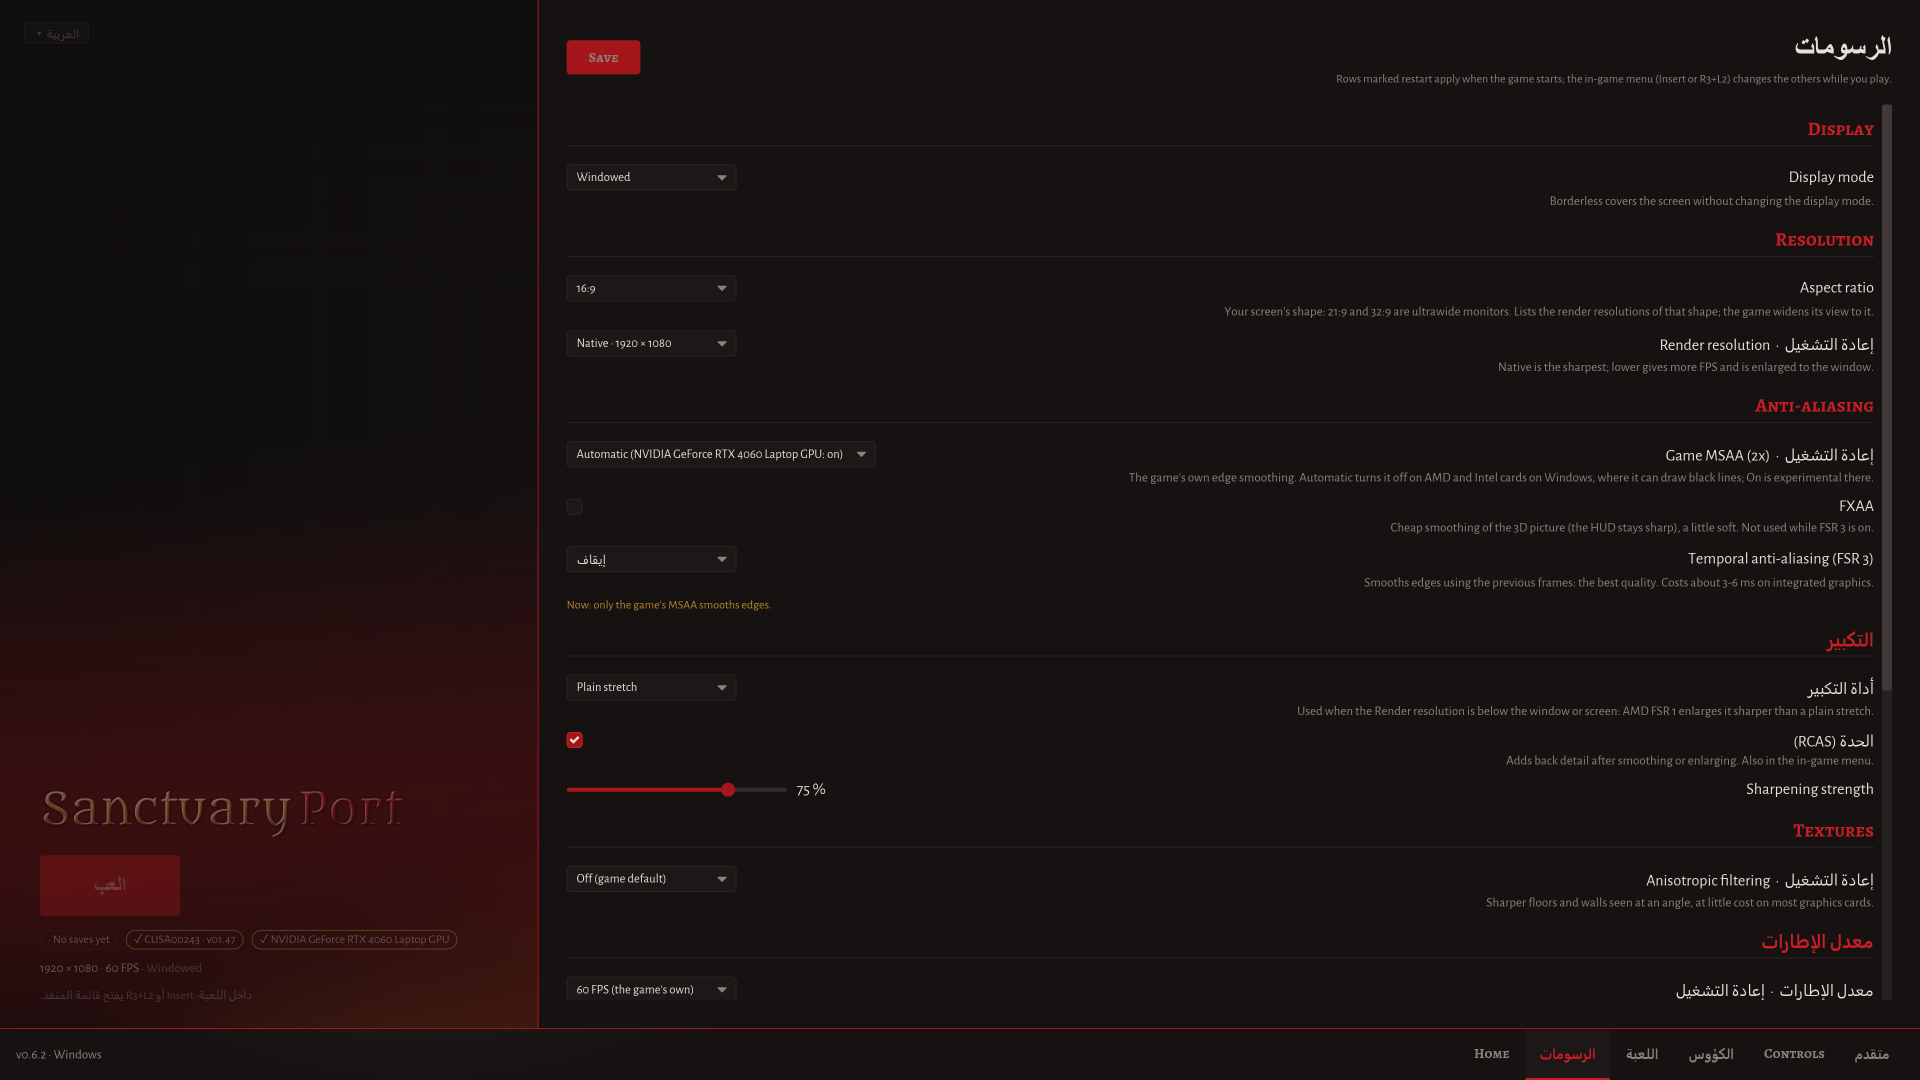 العربية
Save
الرسومات
Rows marked restart apply when the game starts; the in-game menu (Insert or R3+L2) changes the others while you play.
Display
Display mode
Windowed
Borderless covers the screen without changing the display mode.
Resolution
Aspect ratio
16:9
Your screen's shape: 21:9 and 32:9 are ultrawide monitors. Lists the render resolutions of that shape; the game widens its view to it.
Render resolution · إعادة التشغيل
Native · 1920 × 1080
Native is the sharpest; lower gives more FPS and is enlarged to the window.
Anti-aliasing
Game MSAA (2x) · إعادة التشغيل
Automatic (NVIDIA GeForce RTX 4060 Laptop GPU: on)
The game's own edge smoothing. Automatic turns it off on AMD and Intel cards on Windows, where it can draw black lines; On is experimental there.
FXAA
Cheap smoothing of the 3D picture (the HUD stays sharp), a little soft. Not used while FSR 3 is on.
Temporal anti-aliasing (FSR 3)
إيقاف
Smooths edges using the previous frames: the best quality. Costs about 3-6 ms on integrated graphics.
Now: only the game's MSAA smooths edges.
التكبير
أداة التكبير
Plain stretch
Used when the Render resolution is below the window or screen: AMD FSR 1 enlarges it sharper than a plain stretch.
الحدة (RCAS)
Adds back detail after smoothing or enlarging. Also in the in-game menu.
Sharpening strength
75 %
Textures
Anisotropic filtering · إعادة التشغيل
Off (game default)
Sharper floors and walls seen at an angle, at little cost on most graphics cards.
معدل الإطارات
معدل الإطارات · إعادة التشغيل
60 FPS (the game's own)
Sanctuary Port
العب
· No saves yet
✓ CUSA00243 · v01.47
✓ NVIDIA GeForce RTX 4060 Laptop GPU
1920 × 1080 · 60 FPS · Windowed
داخل اللعبة: Insert أو R3+L2 يفتح قائمة المنفذ.
v0.6.2 · Windows
متقدم
Controls
الكؤوس
اللعبة
الرسومات
Home